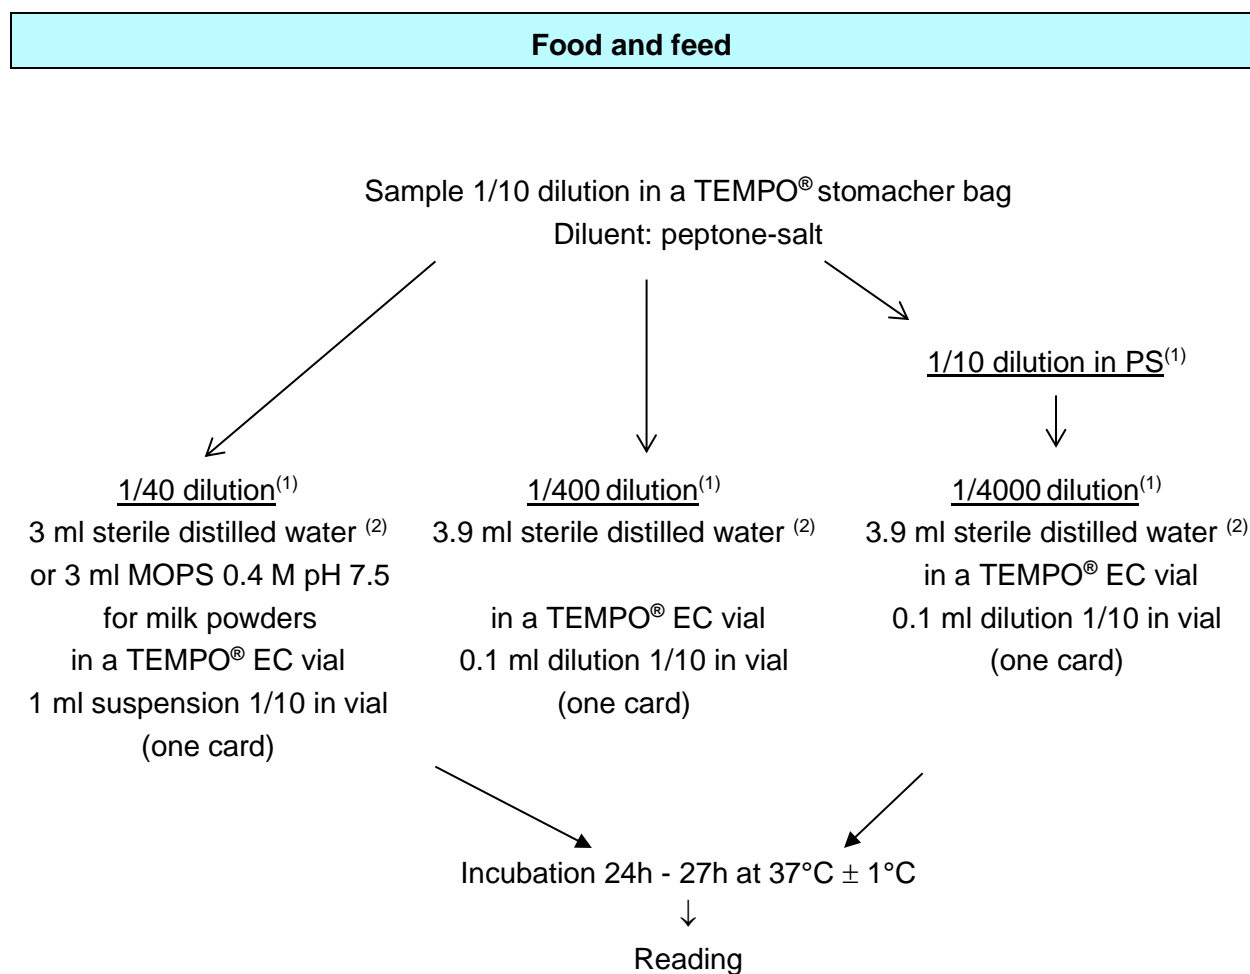 Food and feed
Sample 1/10 dilution in a TEMPO® stomacher bag
Diluent: peptone-salt
1/10 dilution in PS(1)
1/40 dilution(1)
3 ml sterile distilled water (2)
or 3 ml MOPS 0.4 M pH 7.5
for milk powders
in a TEMPO® EC vial
1 ml suspension 1/10 in vial
(one card)
1/400 dilution(1)
3.9 ml sterile distilled water (2)
in a TEMPO® EC vial
0.1 ml dilution 1/10 in vial
(one card)
1/4000 dilution(1)
3.9 ml sterile distilled water (2)
in a TEMPO® EC vial
0.1 ml dilution 1/10 in vial
(one card)
Incubation 24h - 27h at 37°C ± 1°C
Reading